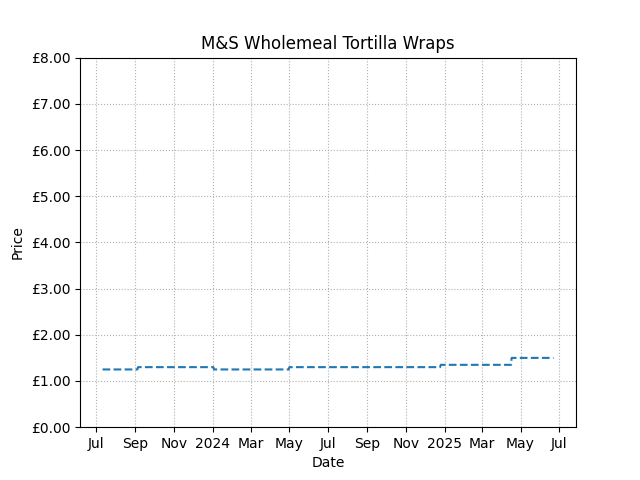 M&S Wholemeal Tortilla Wraps
£8.00
£7.00
£6.00
£5.00
£4.00
£3.00
£2.00
£1.00
£0.00
Price
Jul Sep Nov 2024 Mar May Jul Sep Nov 2025 Mar May Jul
Date